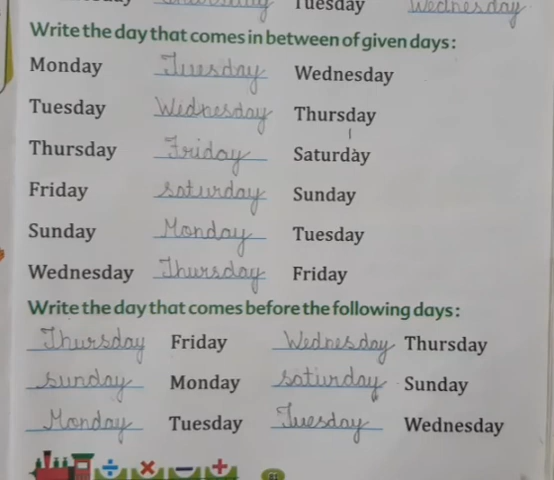 Thursday Tuesday Wednesday
Write the day that comes in between of given days:
Monday Tuesday Wednesday
Tuesday Wednesday Thursday
Thursday Friday Saturday
Friday saturday Sunday
Sunday Monday Tuesday
Wednesday Thursday Friday
Write the day that comes before the following days:
Thursday Friday Wednesday Thursday
sunday Monday saturday Sunday
Monday Tuesday Tuesday Wednesday
÷ × − +